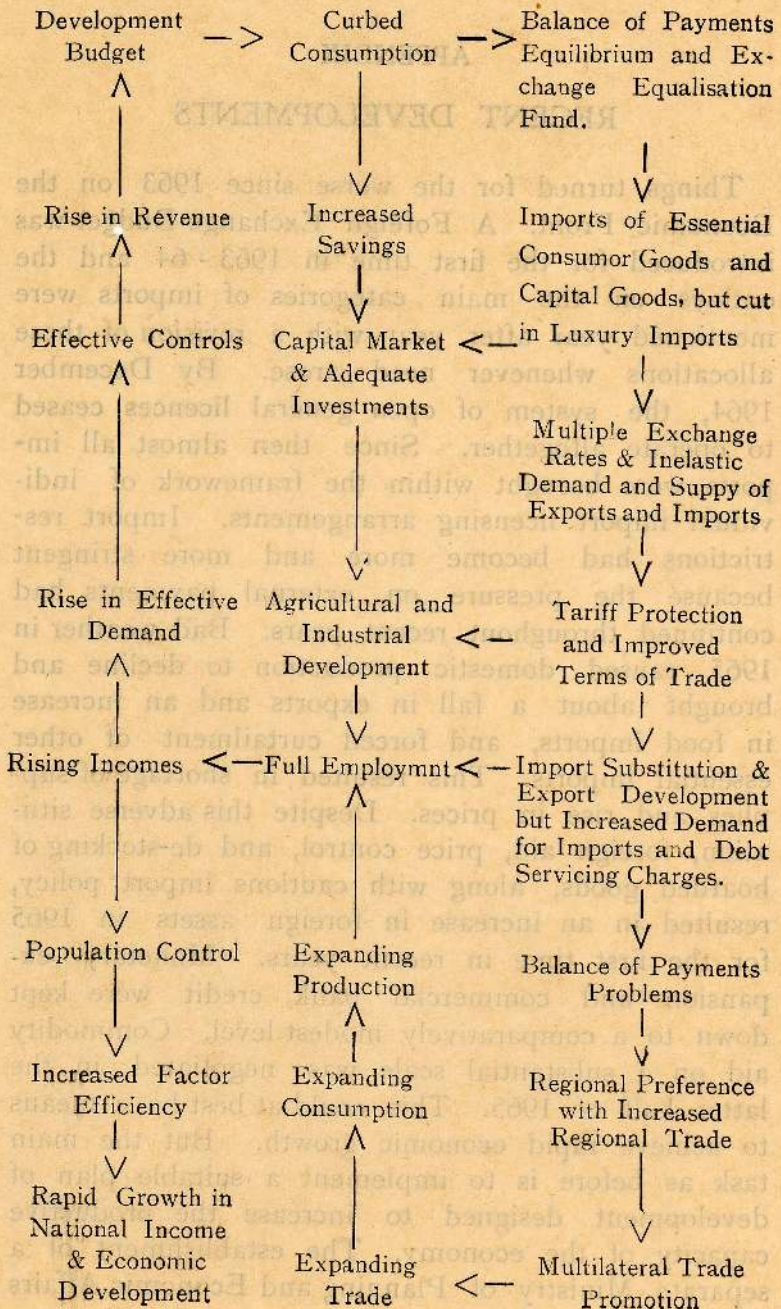 Development
Budget
Curbed
Consumption
Balance of Payments
Equilibrium and Ex-
change Equalisation
Fund.
Rise in Revenue
Increased
Savings
Imports of Essential
Consumor Goods and
Capital Goods, but cut
in Luxury Imports
Effective Controls
Capital Market
& Adequate
Investments
Multiple Exchange
Rates & Inelastic
Demand and Suppy of
Exports and Imports
Rise in Effective
Demand
Agricultural and
Industrial
Development
Tariff Protection
and Improved
Terms of Trade
Rising Incomes
Full Employmnt
Import Substitution &
Export Development
but Increased Demand
for Imports and Debt
Servicing Charges.
Population Control
Expanding
Production
Balance of Payments
Problems
Increased Factor
Efficiency
Expanding
Consumption
Regional Preference
with Increased
Regional Trade
Rapid Growth in
National Income
& Economic
Development
Expanding
Trade
Multilateral Trade
Promotion